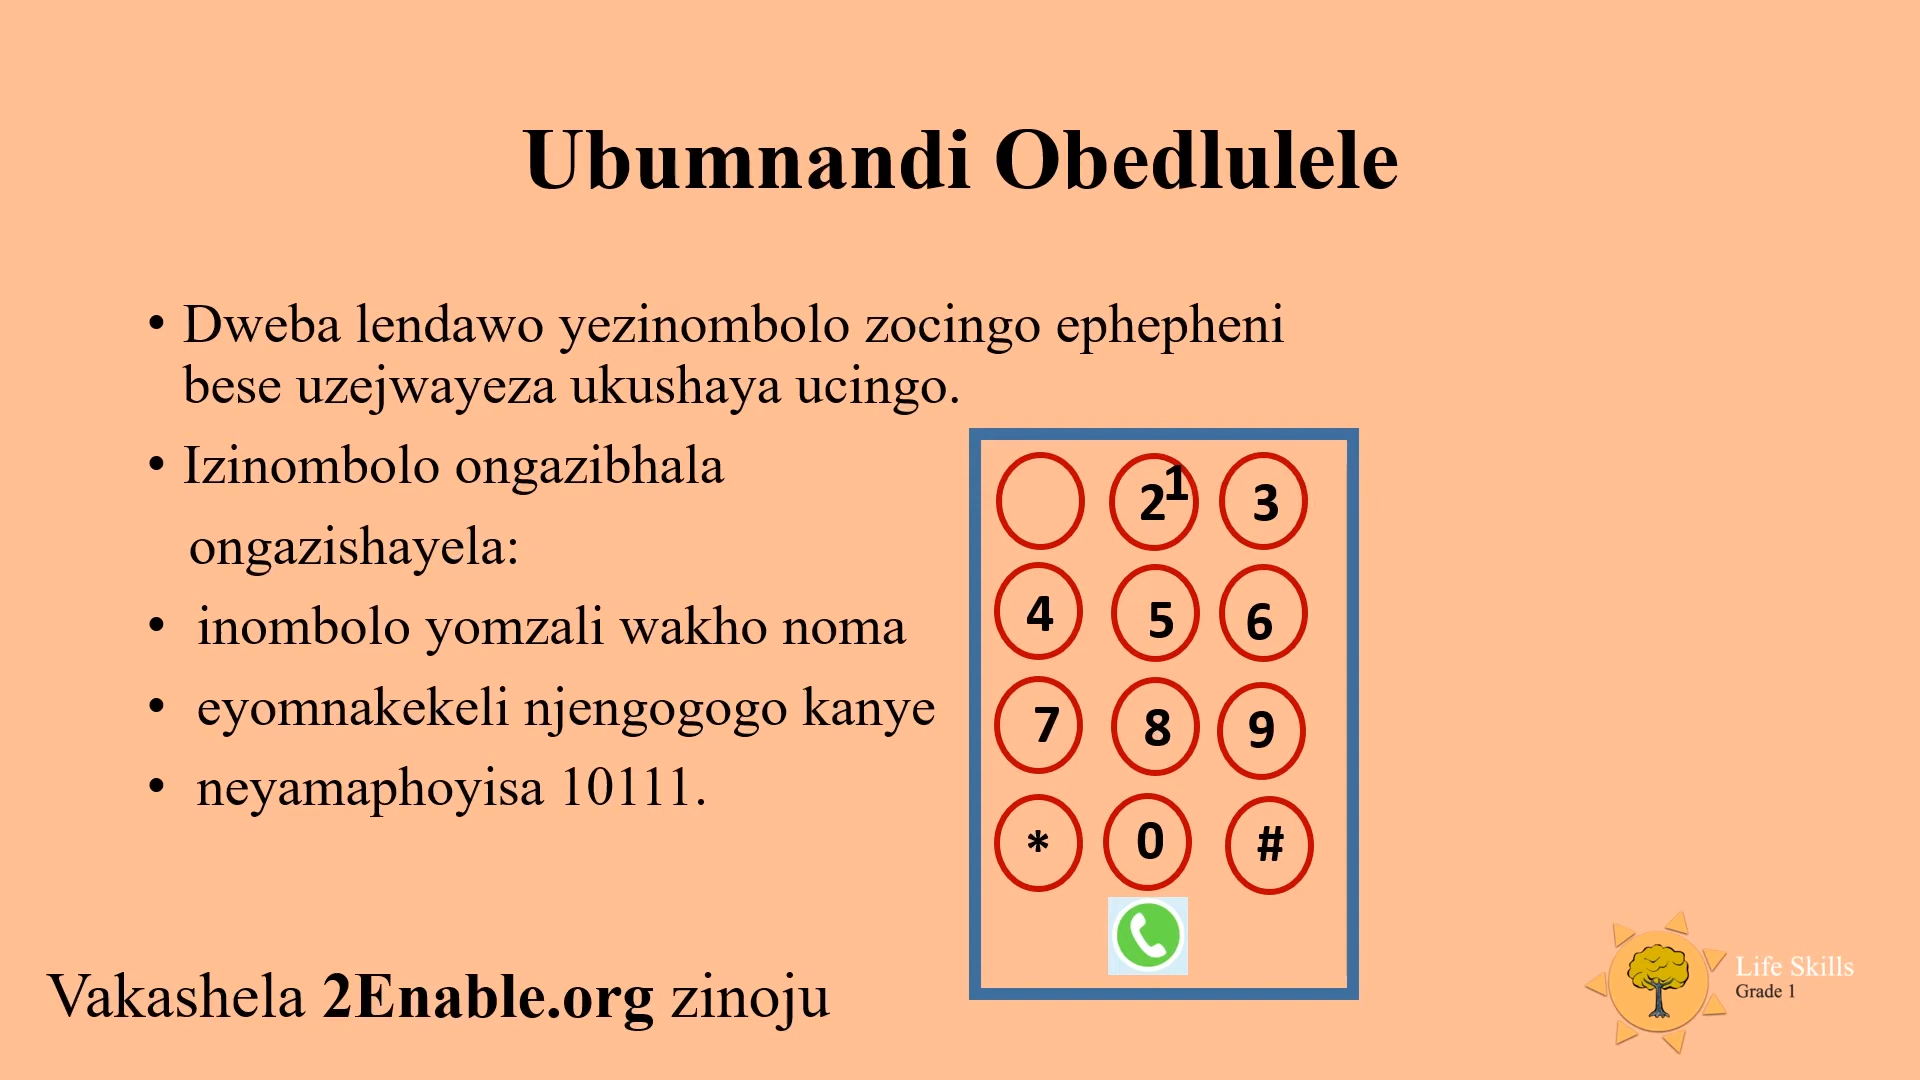 Ubumnandi Obedlulele
• Dweba lendawo yezinombolo zocingo ephepheni
bese uzejwayeza ukushaya ucingo.
• Izinombolo ongazibhala
ongazishayela:
• inombolo yomzali wakho noma
• eyomnakekeli njengogogo kanye
• neyamaphoyisa 10111.
2 1 3
4 5 6
7 8 9
* 0 #
Vakashela 2Enable.org zinoju
Life Skills
Grade 1